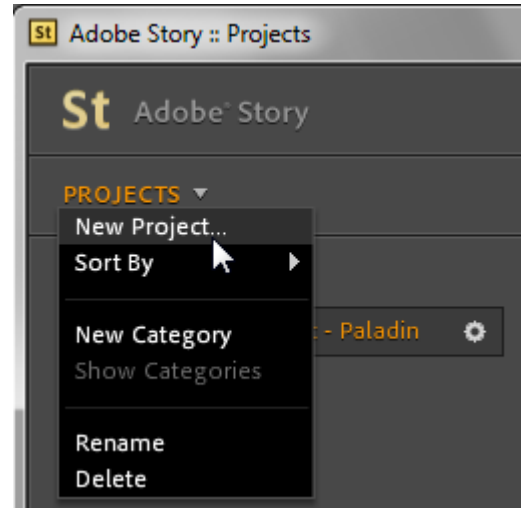 St Adobe Story :: Projects
St Adobe® Story
PROJECTS
New Project...
Sort By
New Category
- Paladin
Show Categories
Rename
Delete